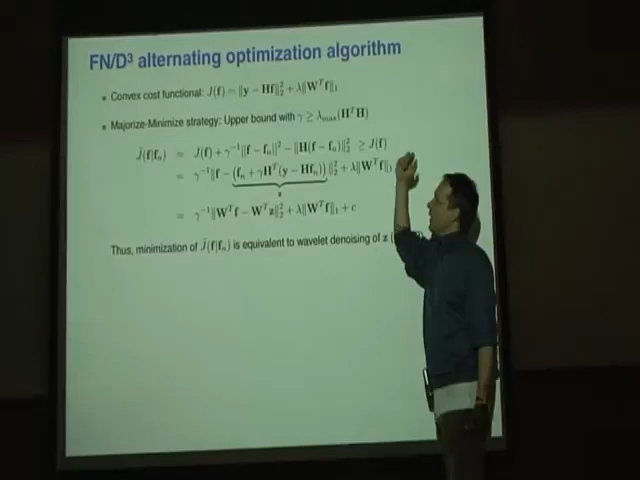 FN/D³ alternating optimization algorithm
Convex cost functional: J(f) = ‖y − Hf‖₂² + λ‖Wᵀf‖₁
Majorize-Minimize strategy: Upper bound with γ ≥ λmax(HᵀH)
J̃(f|fₙ) = J(f) + γ⁻¹‖f − fₙ‖² − ‖H(f − fₙ)‖₂² ≥ J(f)
= γ⁻¹‖f − (fₙ + γHᵀ(y − Hfₙ))‖₂² + λ‖Wᵀf‖₁
z
= γ⁻¹‖Wᵀf − Wᵀz‖₂² + λ‖Wᵀf‖₁ + c
Thus, minimization of J̃(f|fₙ) is equivalent to wavelet denoising of z (